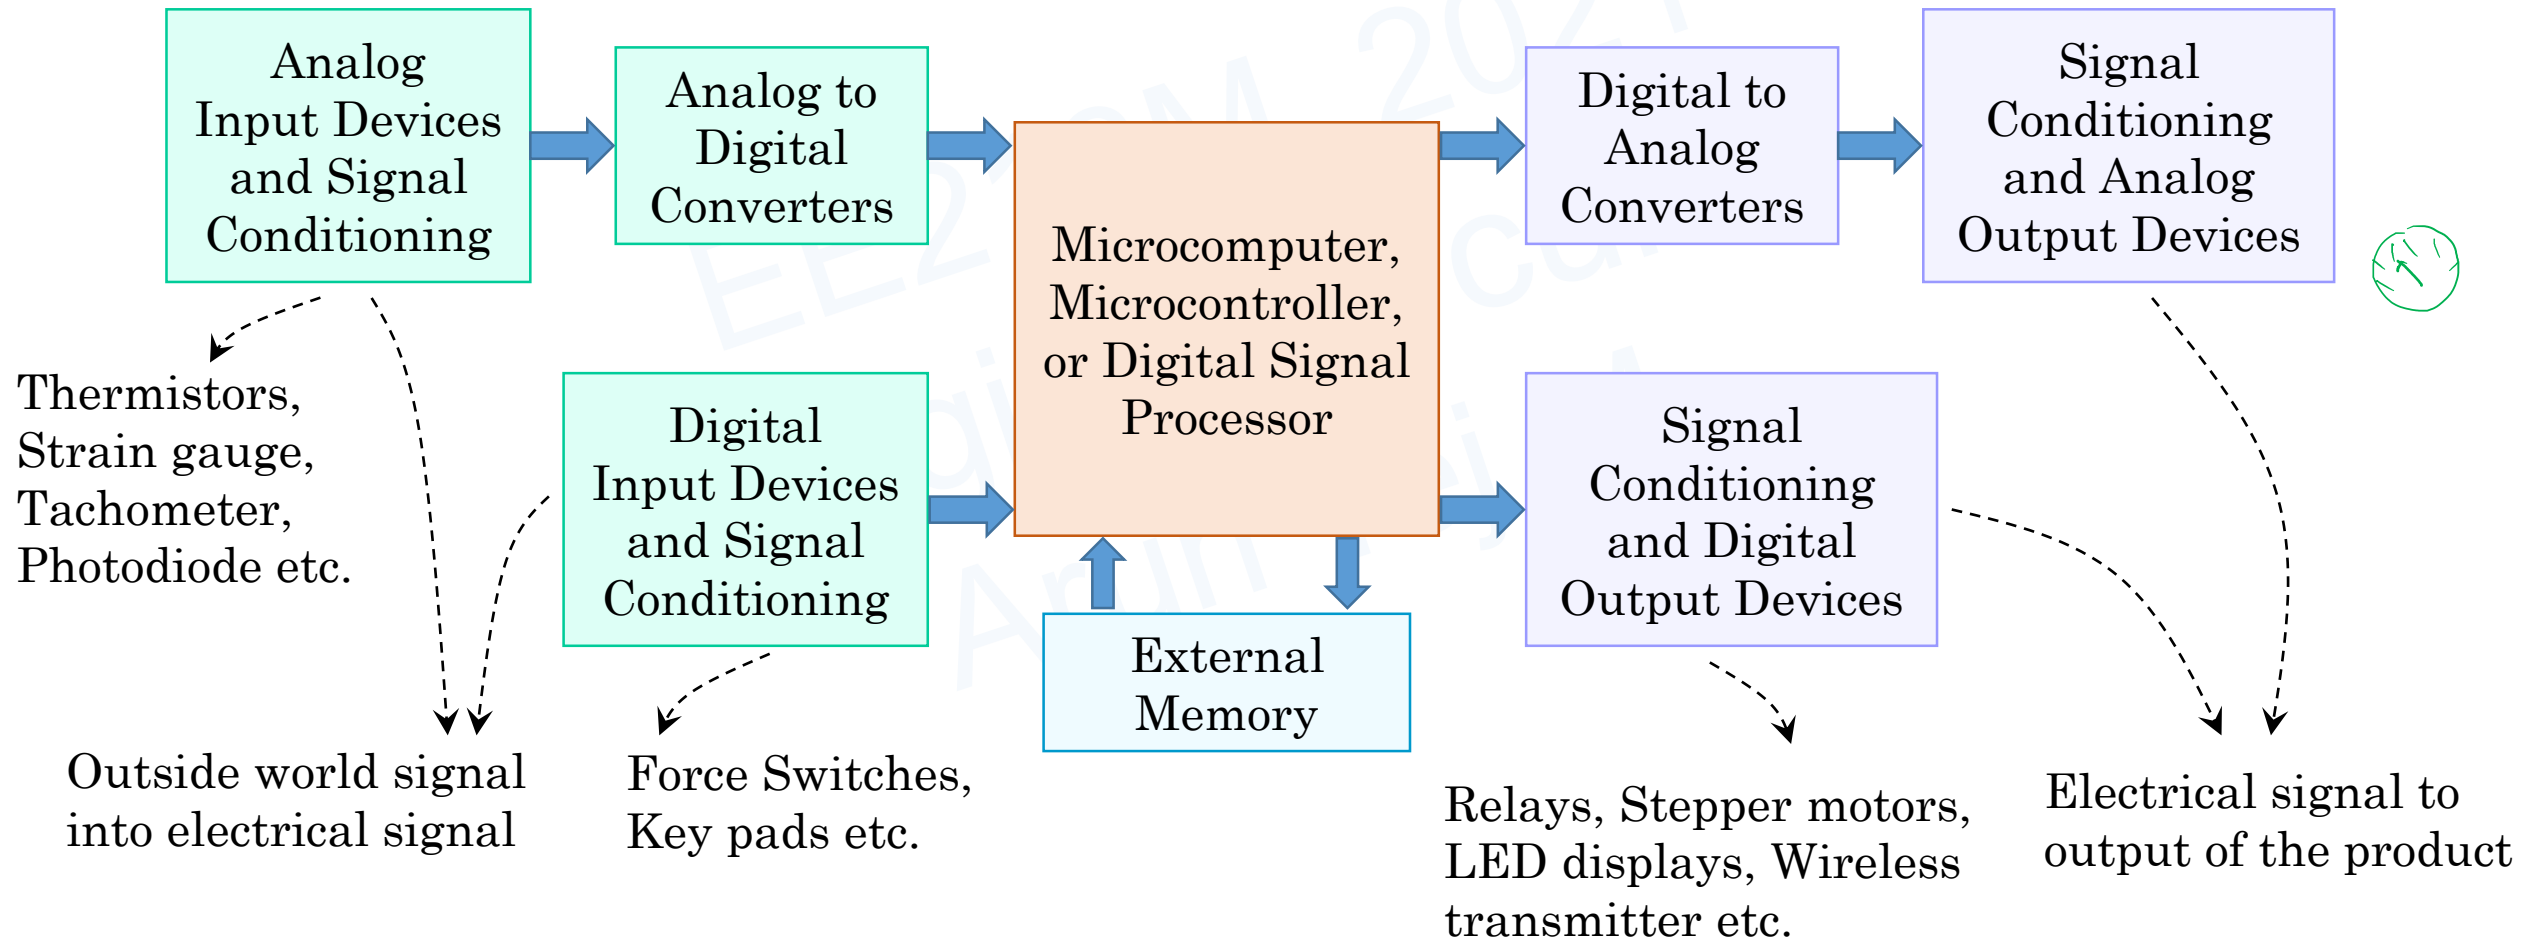 Analog
Input Devices
and Signal
Conditioning
Analog to
Digital
Converters
Microcomputer,
Microcontroller,
or Digital Signal
Processor
Digital to
Analog
Converters
Signal
Conditioning
and Analog
Output Devices
Thermistors,
Strain gauge,
Tachometer,
Photodiode etc.
Digital
Input Devices
and Signal
Conditioning
Signal
Conditioning
and Digital
Output Devices
External
Memory
Outside world signal
into electrical signal
Force Switches,
Key pads etc.
Relays, Stepper motors,
LED displays, Wireless
transmitter etc.
Electrical signal to
output of the product